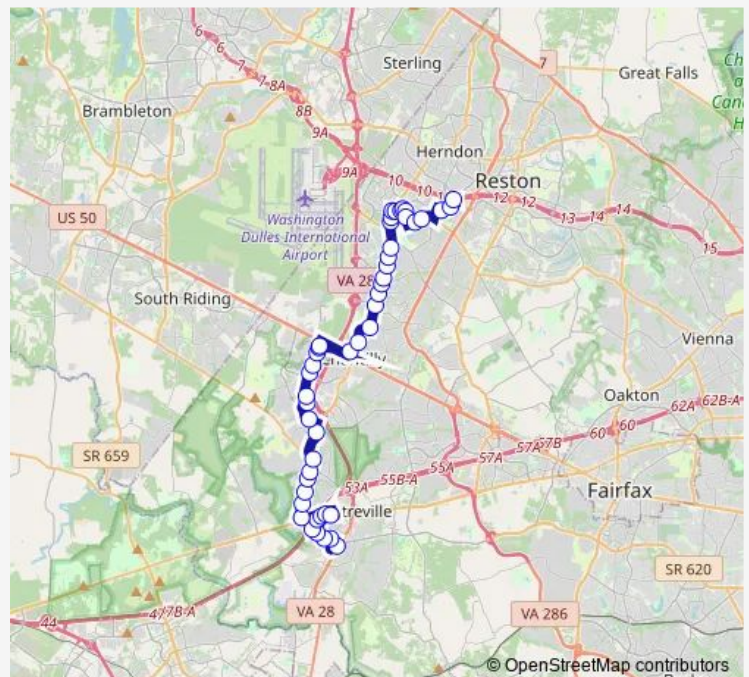 Sterling
7
Great Falls
6
6
7
7-8A
8B
9A
Brambleton
Herndon
9A
10
10
10
Reston
12
12
13
14
14
15
US 50
Washington
Dulles International
Airport
VA 28
South Riding
Vienna
Oakton
62A
62B-A
60
60
57B
57A
57A
55A
55B-A
53A
SR 659
Fairfax
treville
SR 620
44
47B-A
VA 28
VA 286
© OpenStreetMap contributors